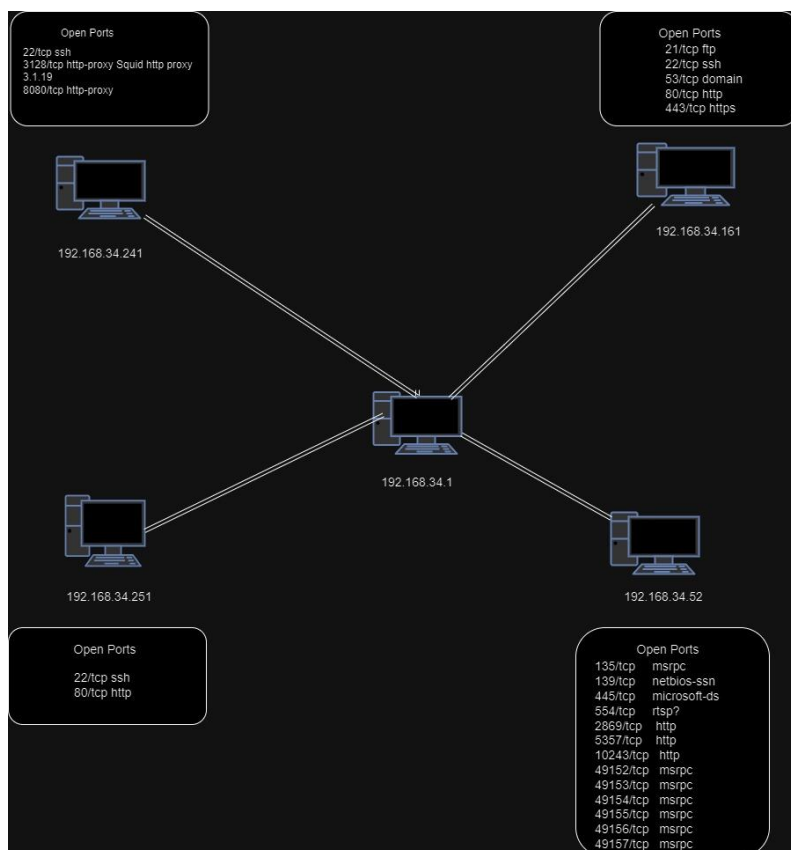 Open Ports
22/tcp ssh
3128/tcp http-proxy Squid http proxy
3.1.19
8080/tcp http-proxy
Open Ports
21/tcp ftp
22/tcp ssh
53/tcp domain
80/tcp http
443/tcp https
192.168.34.241
192.168.34.161
192.168.34.1
192.168.34.251
192.168.34.52
Open Ports
22/tcp ssh
80/tcp http
Open Ports
135/tcp msrpc
139/tcp netbios-ssn
445/tcp microsoft-ds
554/tcp rtsp?
2869/tcp http
5357/tcp http
10243/tcp http
49152/tcp msrpc
49153/tcp msrpc
49154/tcp msrpc
49155/tcp msrpc
49156/tcp msrpc
49157/tcp msrpc